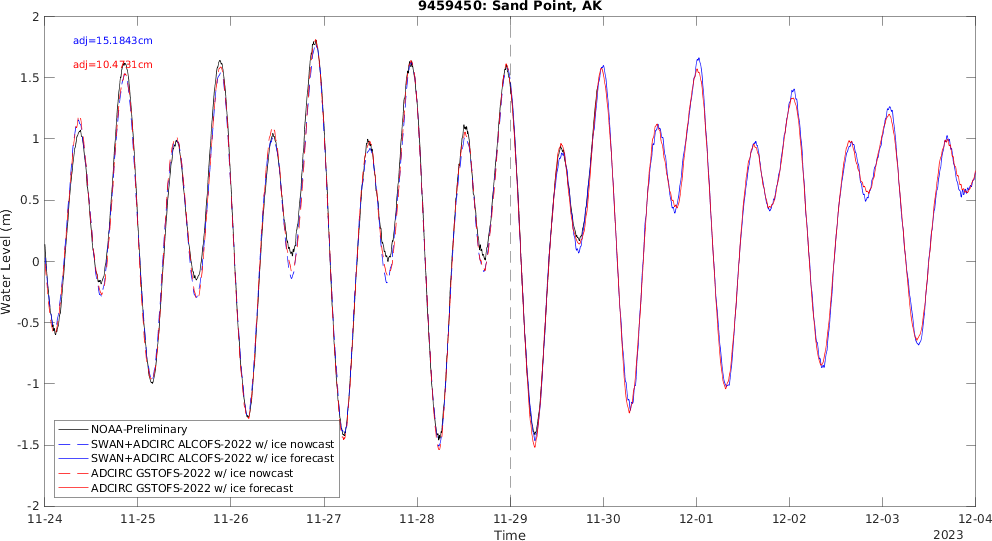 9459450: Sand Point, AK
adj=15.1843cm
adj=10.4731cm
Water Level (m)
2
1.5
1
0.5
0
-0.5
-1
-1.5
-2
NOAA-Preliminary
SWAN+ADCIRC ALCOFS-2022 w/ ice nowcast
SWAN+ADCIRC ALCOFS-2022 w/ ice forecast
ADCIRC GSTOFS-2022 w/ ice nowcast
ADCIRC GSTOFS-2022 w/ ice forecast
11-24 11-25 11-26 11-27 11-28 11-29 11-30 12-01 12-02 12-03 12-04
Time
2023